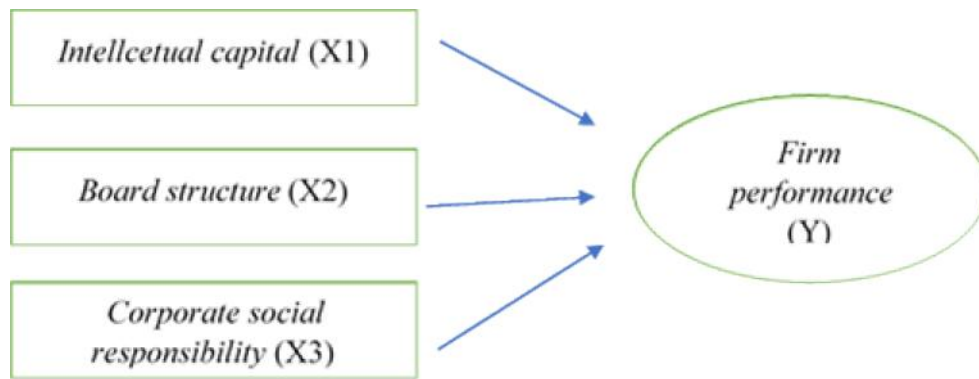 Intellcetual capital (X1)
Board structure (X2)
Corporate social
responsibility (X3)
Firm
performance
(Y)